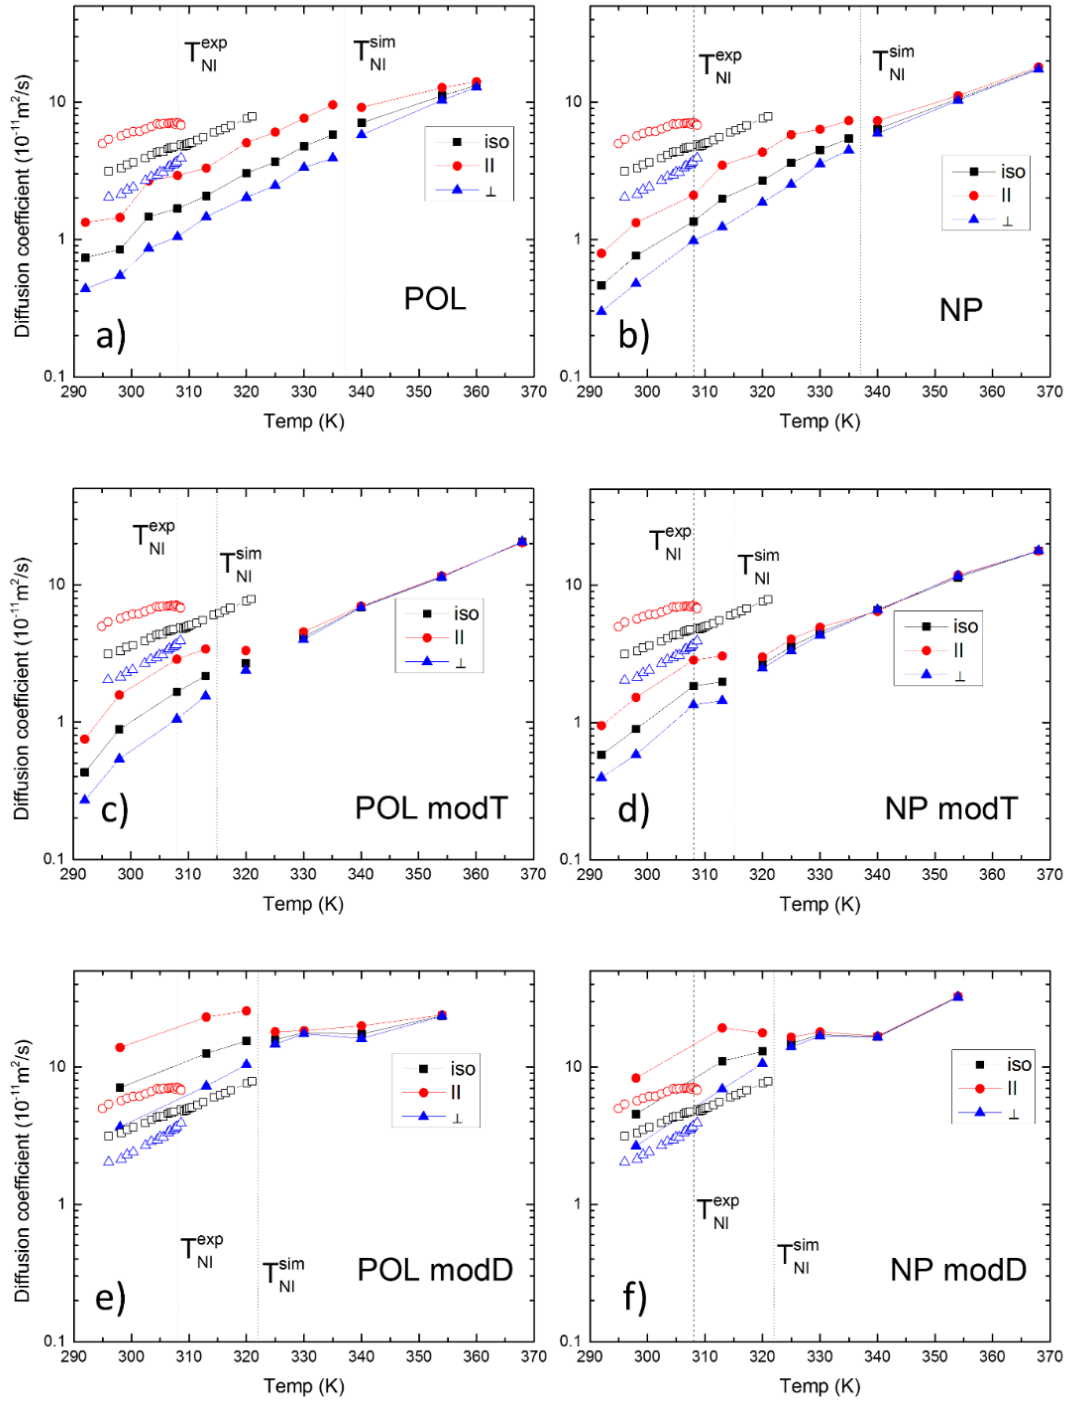 Diffusion coefficient (10⁻¹¹m²/s)
10
1
0.1
T_NI^exp
T_NI^sim
iso
||
⊥
POL
a)
290 300 310 320 330 340 350 360 370
Temp (K)
10
1
0.1
T_NI^exp
T_NI^sim
iso
||
⊥
NP
b)
290 300 310 320 330 340 350 360 370
Temp (K)
Diffusion coefficient (10⁻¹¹m²/s)
10
1
0.1
T_NI^exp
T_NI^sim
iso
||
⊥
c)
POL modT
290 300 310 320 330 340 350 360 370
Temp (K)
10
1
0.1
T_NI^exp
T_NI^sim
iso
||
⊥
d)
NP modT
290 300 310 320 330 340 350 360 370
Temp (K)
Diffusion coefficient (10⁻¹¹m²/s)
10
1
0.1
iso
||
⊥
T_NI^exp
T_NI^sim
POL modD
e)
290 300 310 320 330 340 350 360 370
Temp (K)
10
1
0.1
iso
||
⊥
T_NI^exp
T_NI^sim
NP modD
f)
290 300 310 320 330 340 350 360 370
Temp (K)